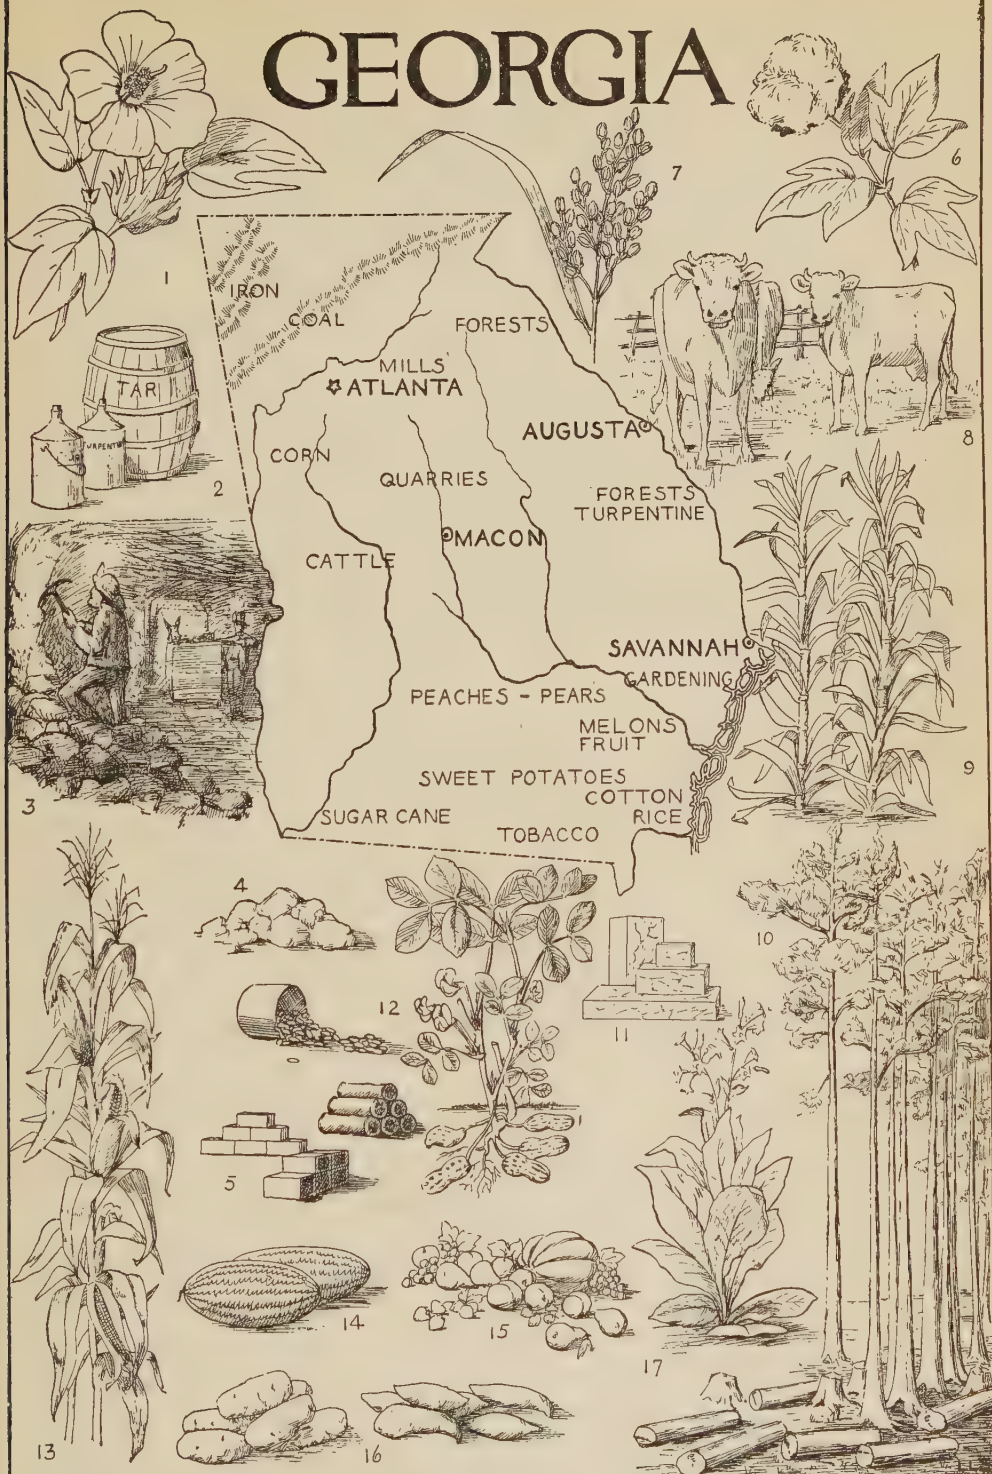 GEORGIA
6
7
1
IRON
COAL
FORESTS
TAR
MILLS
ATLANTA
AUGUSTA
8
TURPENTINE
CORN
QUARRIES
2
FORESTS
TURPENTINE
MACON
CATTLE
SAVANNAH
GARDENING
PEACHES - PEARS
MELONS
FRUIT
9
SWEET POTATOES
COTTON
3
SUGAR CANE
RICE
TOBACCO
4
10
12
11
5
14
15
17
13
16